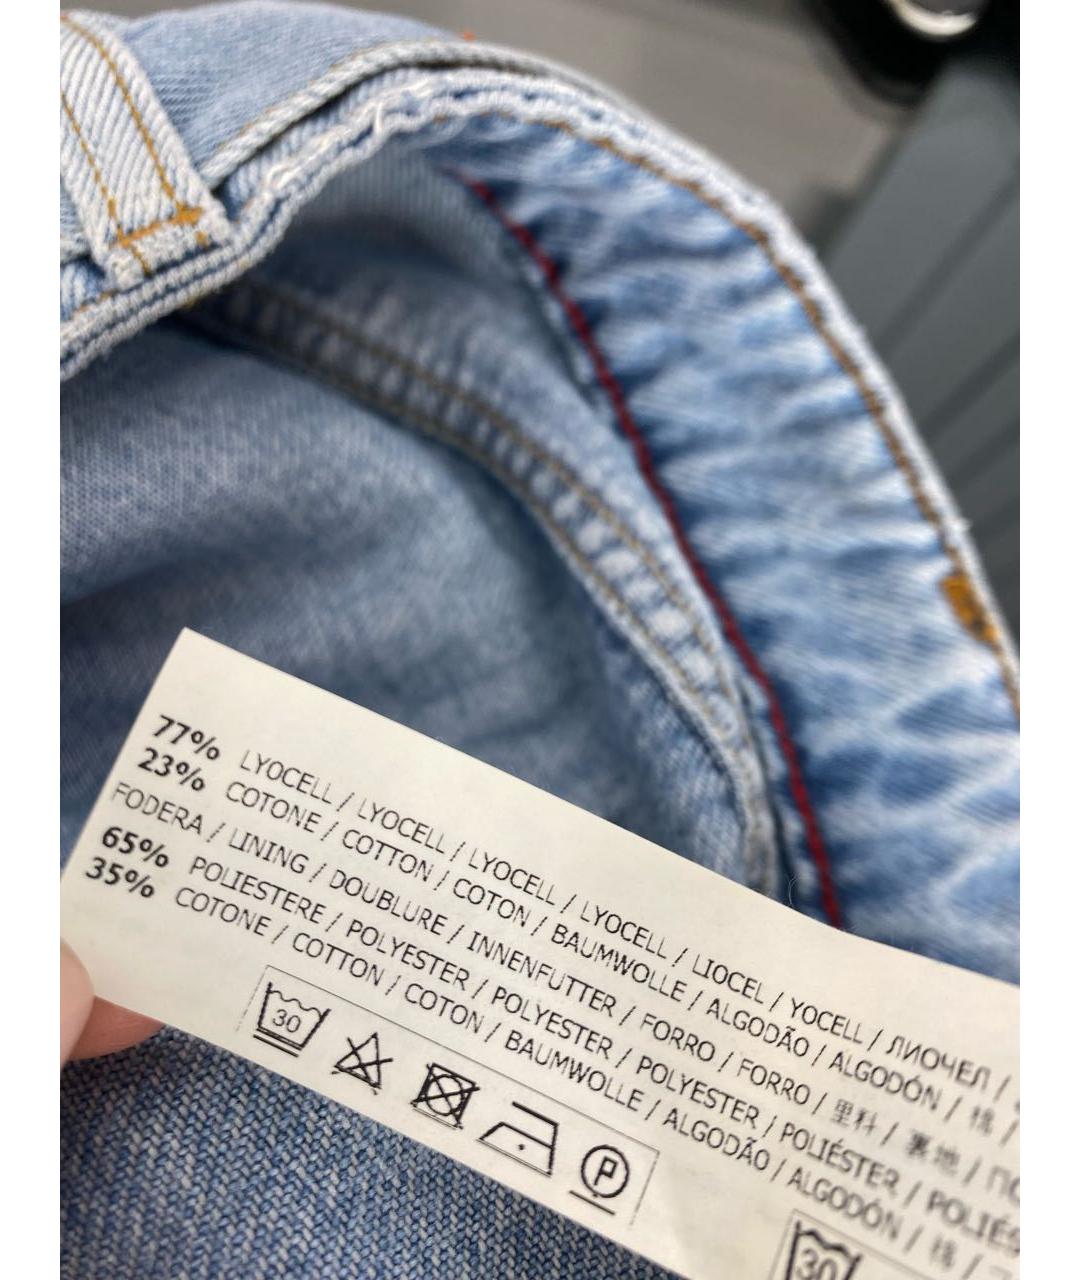 77% LYOCELL / LYOCELL / LYOCELL / LYOCELL / LIOCEL / YOCELL / ЛИОЧЕЛ /
23% COTONE / COTTON / COTON / BAUMWOLLE / ALGODÃO / ALGODÓN / 棉 /
FODERA / LINING / DOUBLURE / INNENFUTTER / FORRO / FORRO / 里料 / 裏地 /
65% POLIESTERE / POLYESTER / POLYESTER / POLYESTER / POLIÉSTER /
35% COTONE / COTTON / COTON / BAUMWOLLE / ALGODÃO / ALGODÓN / 棉 /
30
P
30